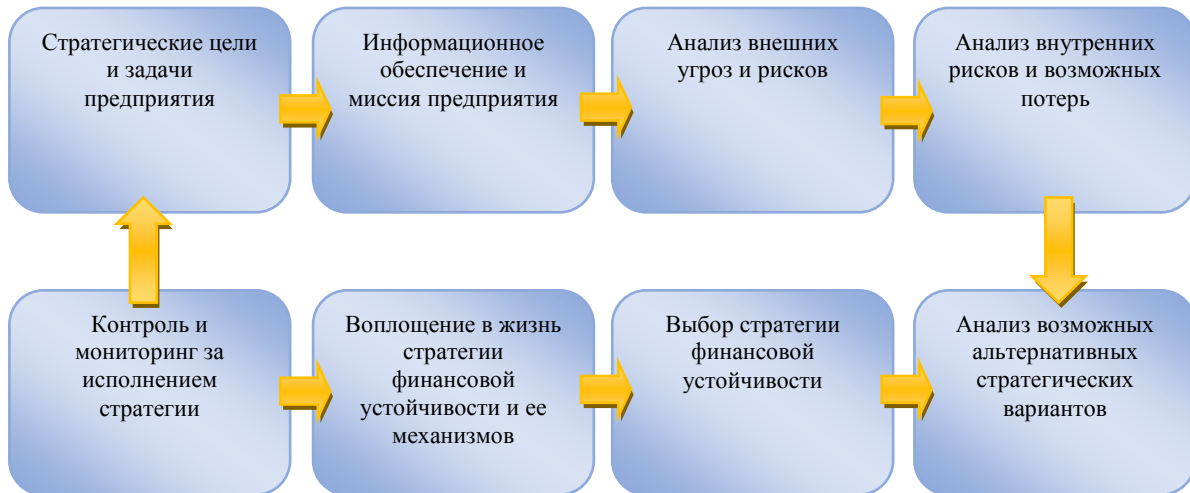 Стратегические цели
и задачи
предприятия
Информационное
обеспечение и
миссия предприятия
Анализ внешних
угроз и рисков
Анализ внутренних
рисков и возможных
потерь
Контроль и
мониторинг за
исполнением
стратегии
Воплощение в жизнь
стратегии
финансовой
устойчивости и ее
механизмов
Выбор стратегии
финансовой
устойчивости
Анализ возможных
альтернативных
стратегических
вариантов